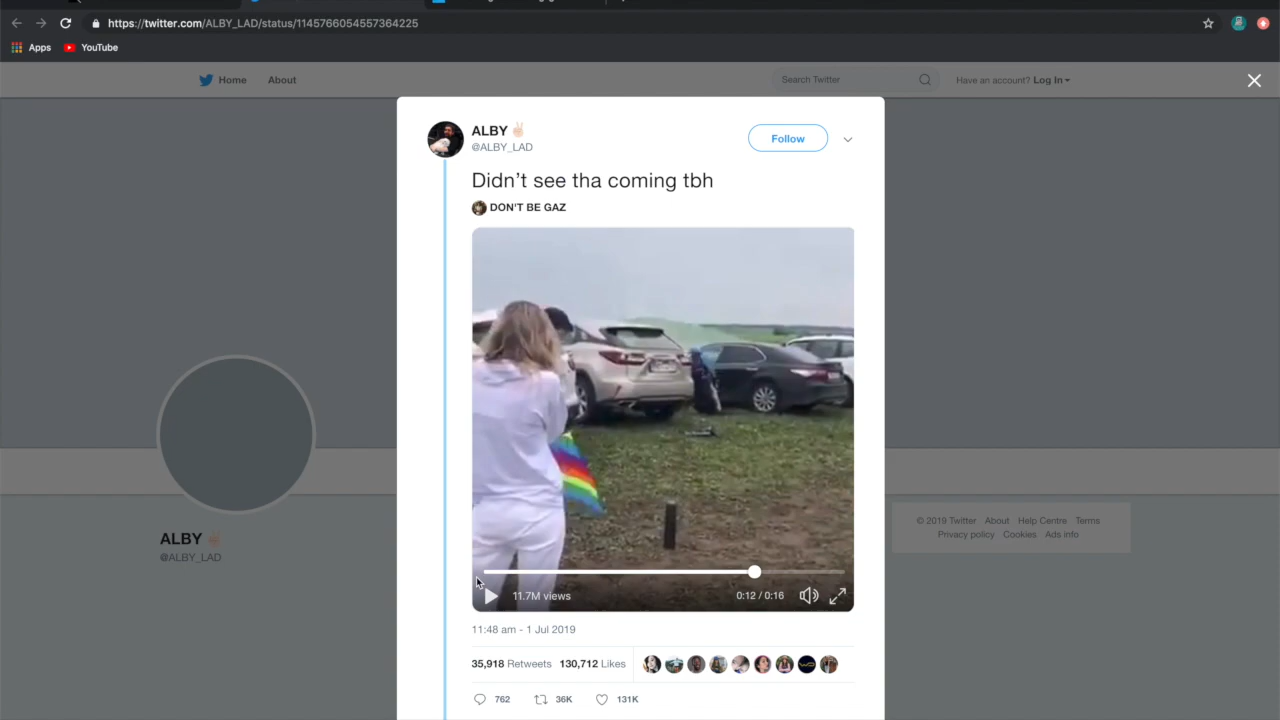 https://twitter.com/ALBY_LAD/status/1145766054557364225
Apps YouTube
Home About Search Twitter Have an account? Log In
ALBY
@ALBY_LAD
Follow
Didn’t see tha coming tbh
DON'T BE GAZ
11.7M views 0:12 / 0:16
11:48 am - 1 Jul 2019
35,918 Retweets 130,712 Likes
762 36K 131K
ALBY
@ALBY_LAD
© 2019 Twitter About Help Centre Terms
Privacy policy Cookies Ads info